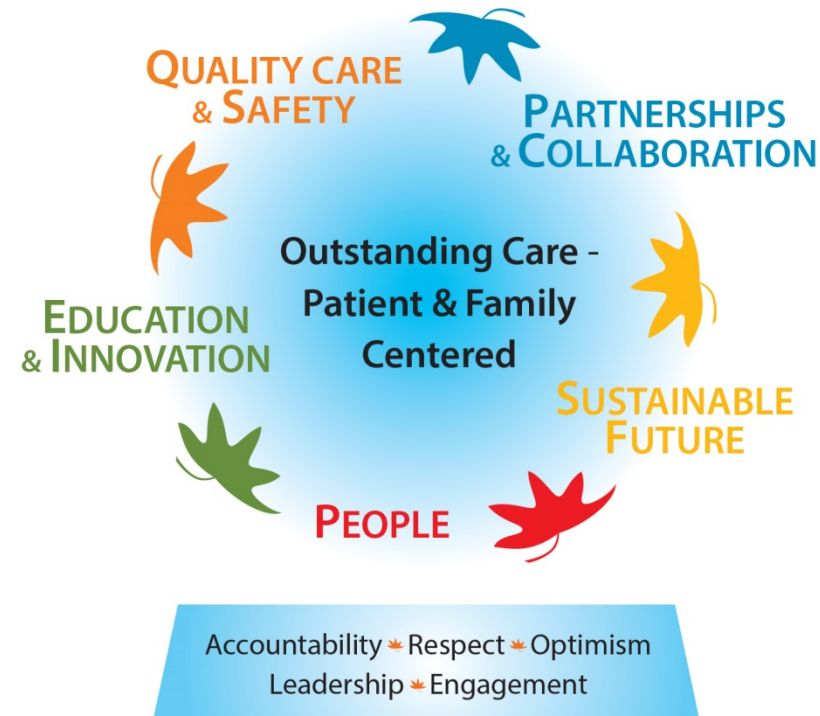 QUALITY CARE
& SAFETY
PARTNERSHIPS
& COLLABORATION
Outstanding Care -
Patient & Family
Centered
EDUCATION
& INNOVATION
SUSTAINABLE
FUTURE
PEOPLE
Accountability Respect Optimism
Leadership Engagement